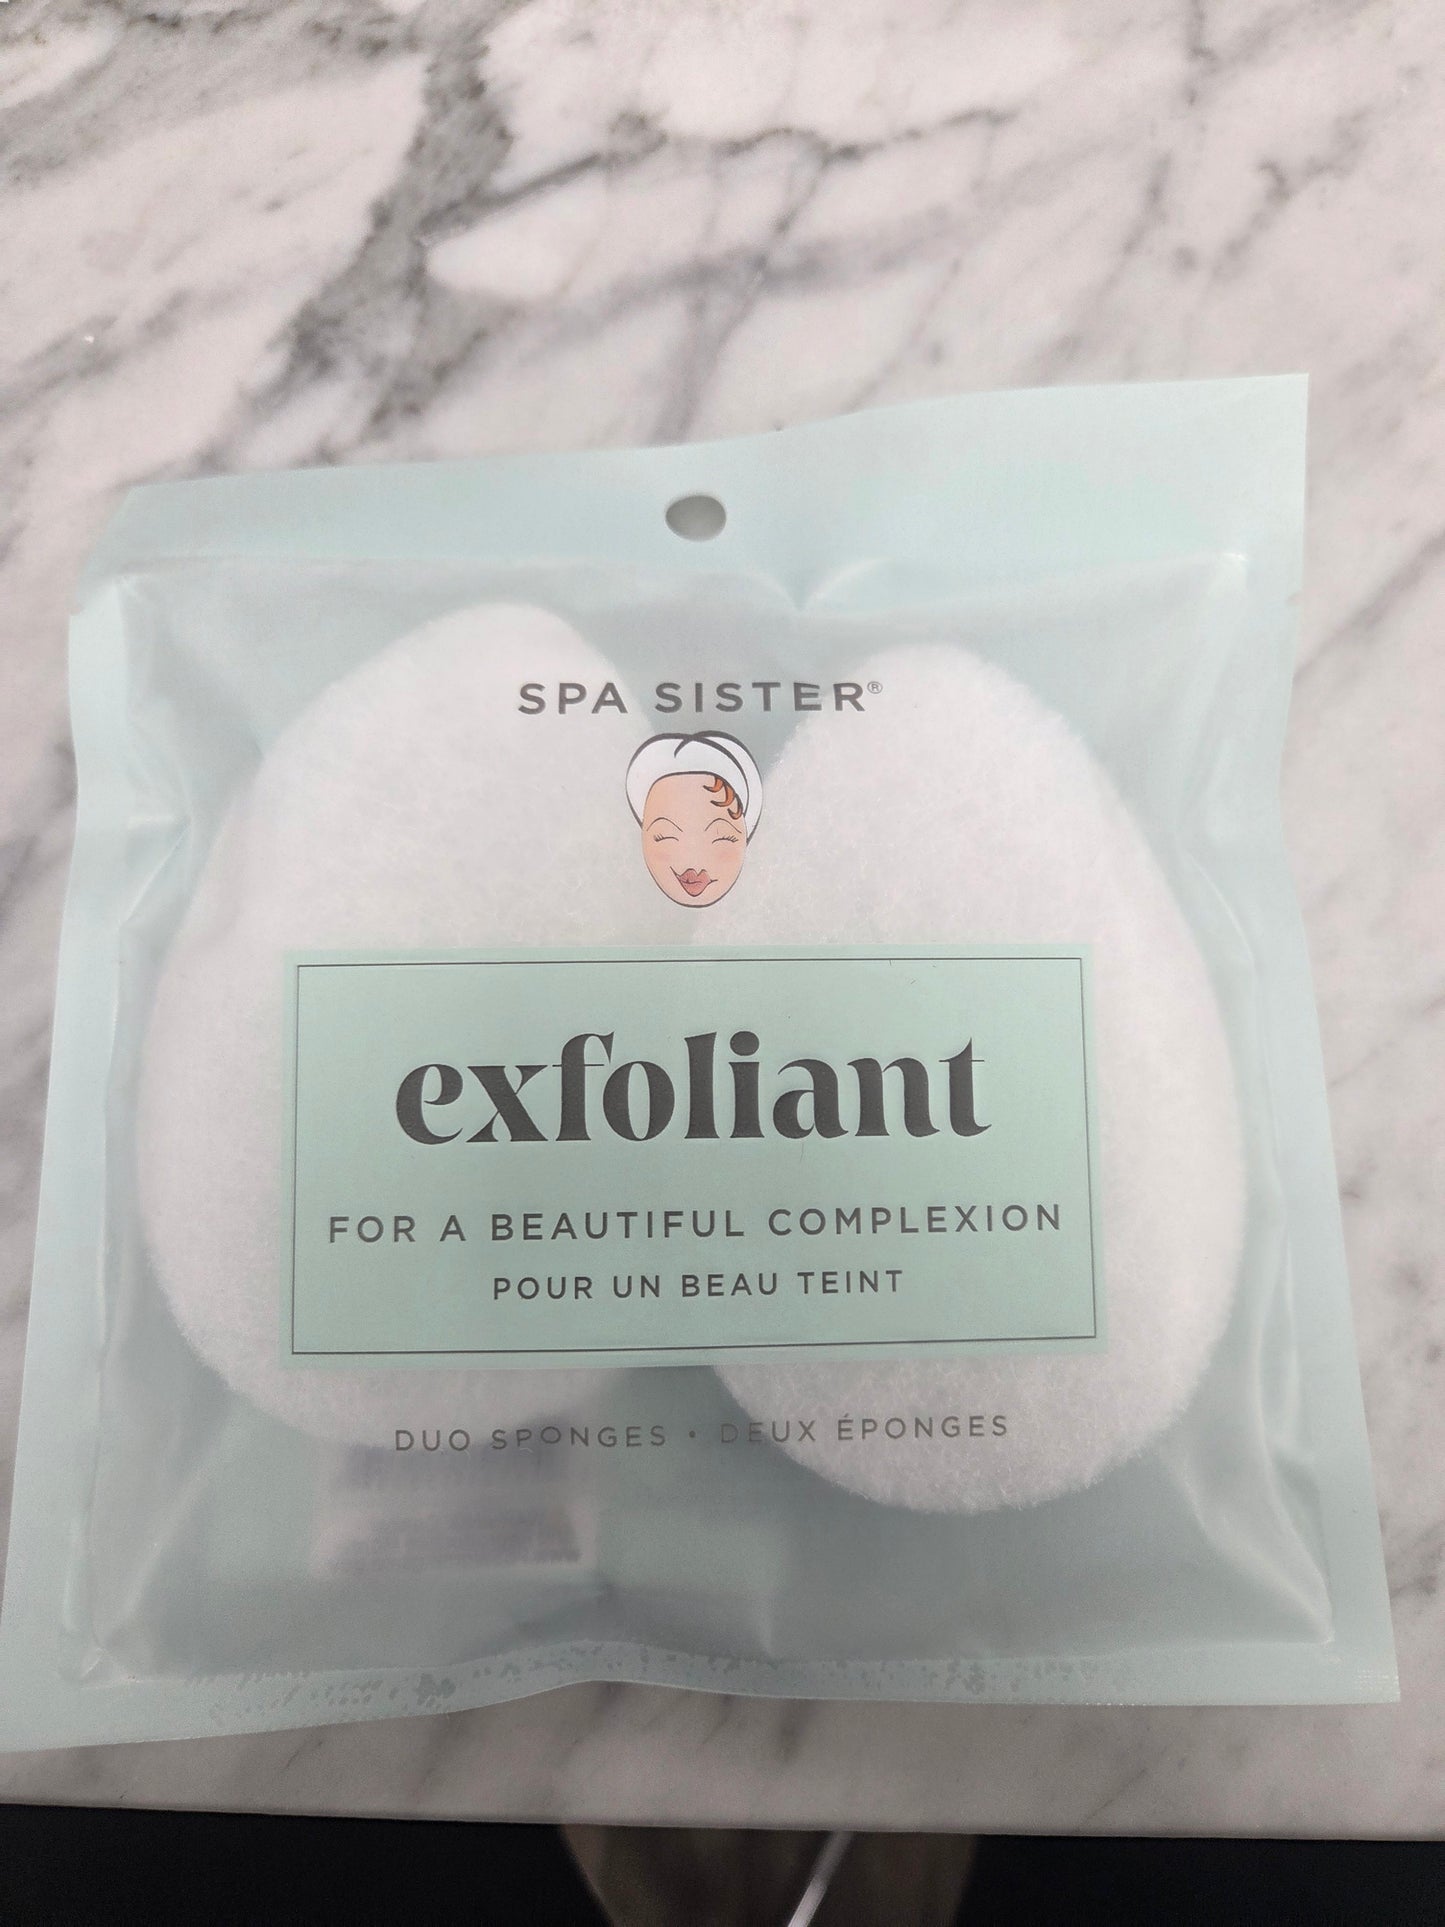 SPA SISTER®
exfoliant
FOR A BEAUTIFUL COMPLEXION
POUR UN BEAU TEINT
DUO SPONGES • DEUX ÉPONGES